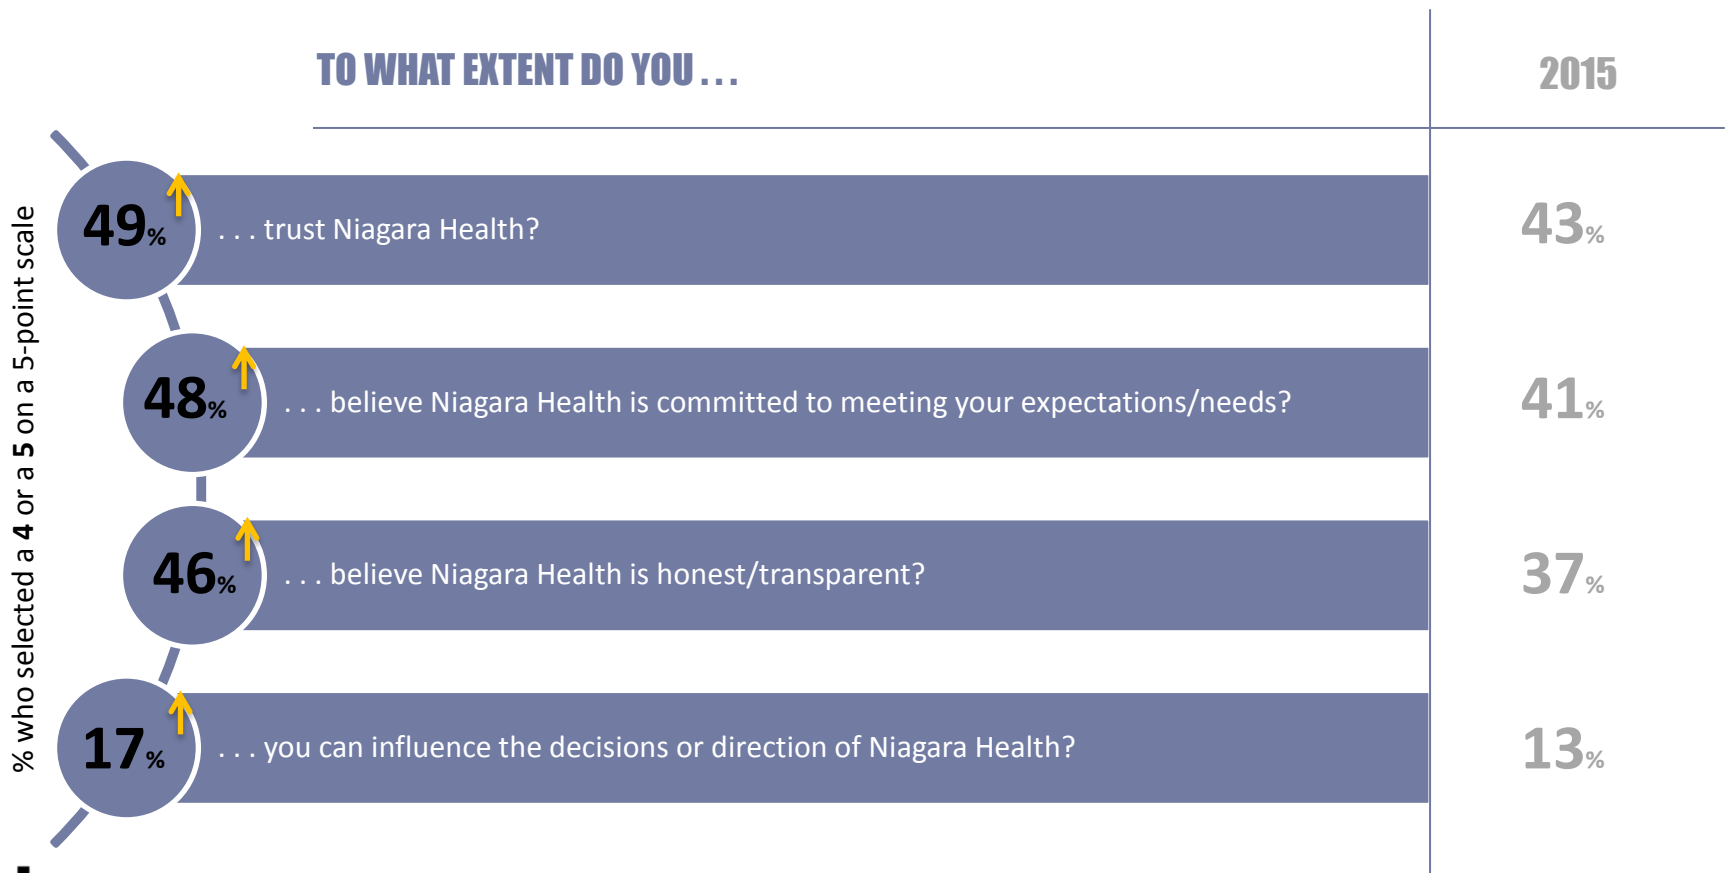 TO WHAT EXTENT DO YOU . . .
2015
% who selected a 4 or a 5 on a 5-point scale
49%
. . . trust Niagara Health?
43%
48%
. . . believe Niagara Health is committed to meeting your expectations/needs?
41%
46%
. . . believe Niagara Health is honest/transparent?
37%
17%
. . . you can influence the decisions or direction of Niagara Health?
13%